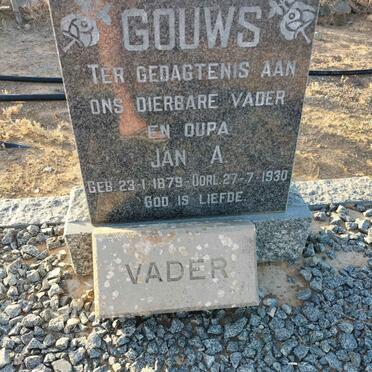 GOUWS
TER GEDAGTENIS AAN
ONS DIERBARE VADER
EN OUPA
JAN A
GEB. 23-1-1879 - OORL. 27-7-1930
GOD IS LIEFDE.
VADER